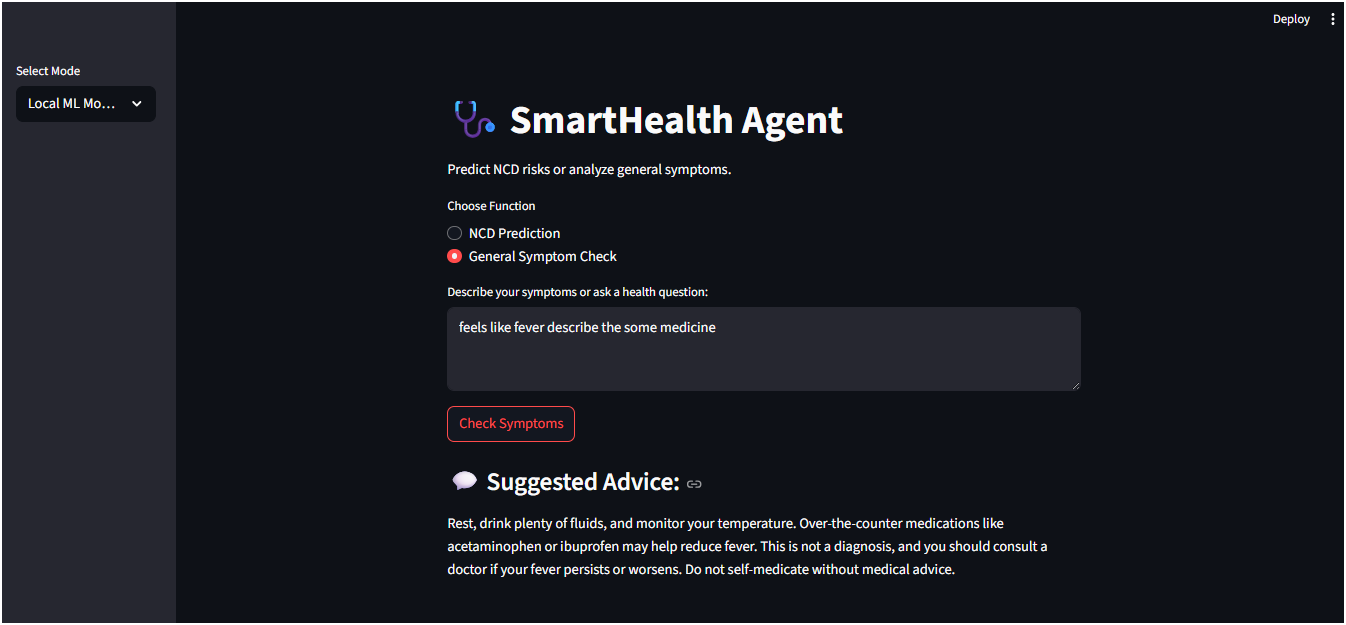 Deploy
Select Mode
Local ML Mo...
SmartHealth Agent
Predict NCD risks or analyze general symptoms.
Choose Function
NCD Prediction
General Symptom Check
Describe your symptoms or ask a health question:
feels like fever describe the some medicine
Check Symptoms
Suggested Advice:
Rest, drink plenty of fluids, and monitor your temperature. Over-the-counter medications like
acetaminophen or ibuprofen may help reduce fever. This is not a diagnosis, and you should consult a
doctor if your fever persists or worsens. Do not self-medicate without medical advice.